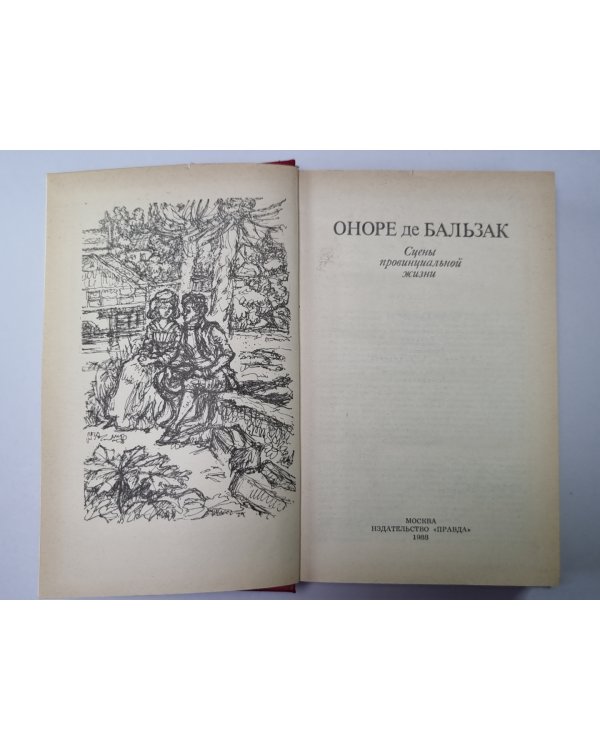 ОНОРЕ де БАЛЬЗАК
Сцены
провинциальной
жизни
МОСКВА
ИЗДАТЕЛЬСТВО «ПРАВДА»
1988